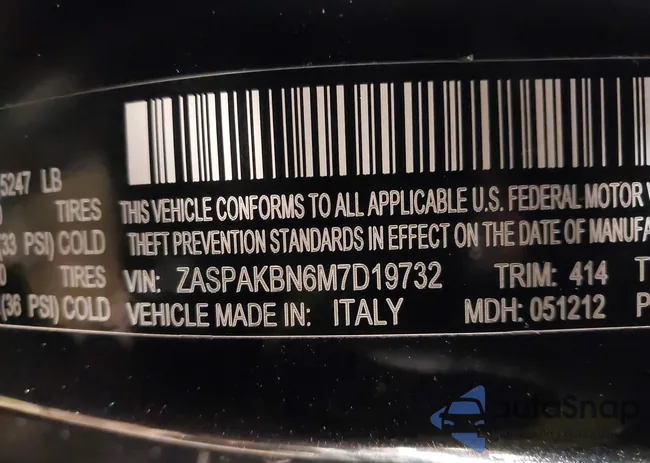 5247 LB
TIRES THIS VEHICLE CONFORMS TO ALL APPLICABLE U.S. FEDERAL MOTOR V
(33 PSI) COLD THEFT PREVENTION STANDARDS IN EFFECT ON THE DATE OF MANUFA
0 TIRES VIN: ZASPAKBN6M7D19732 TRIM: 414 T
(36 PSI) COLD VEHICLE MADE IN: ITALY MDH: 051212 P
AutoSnap